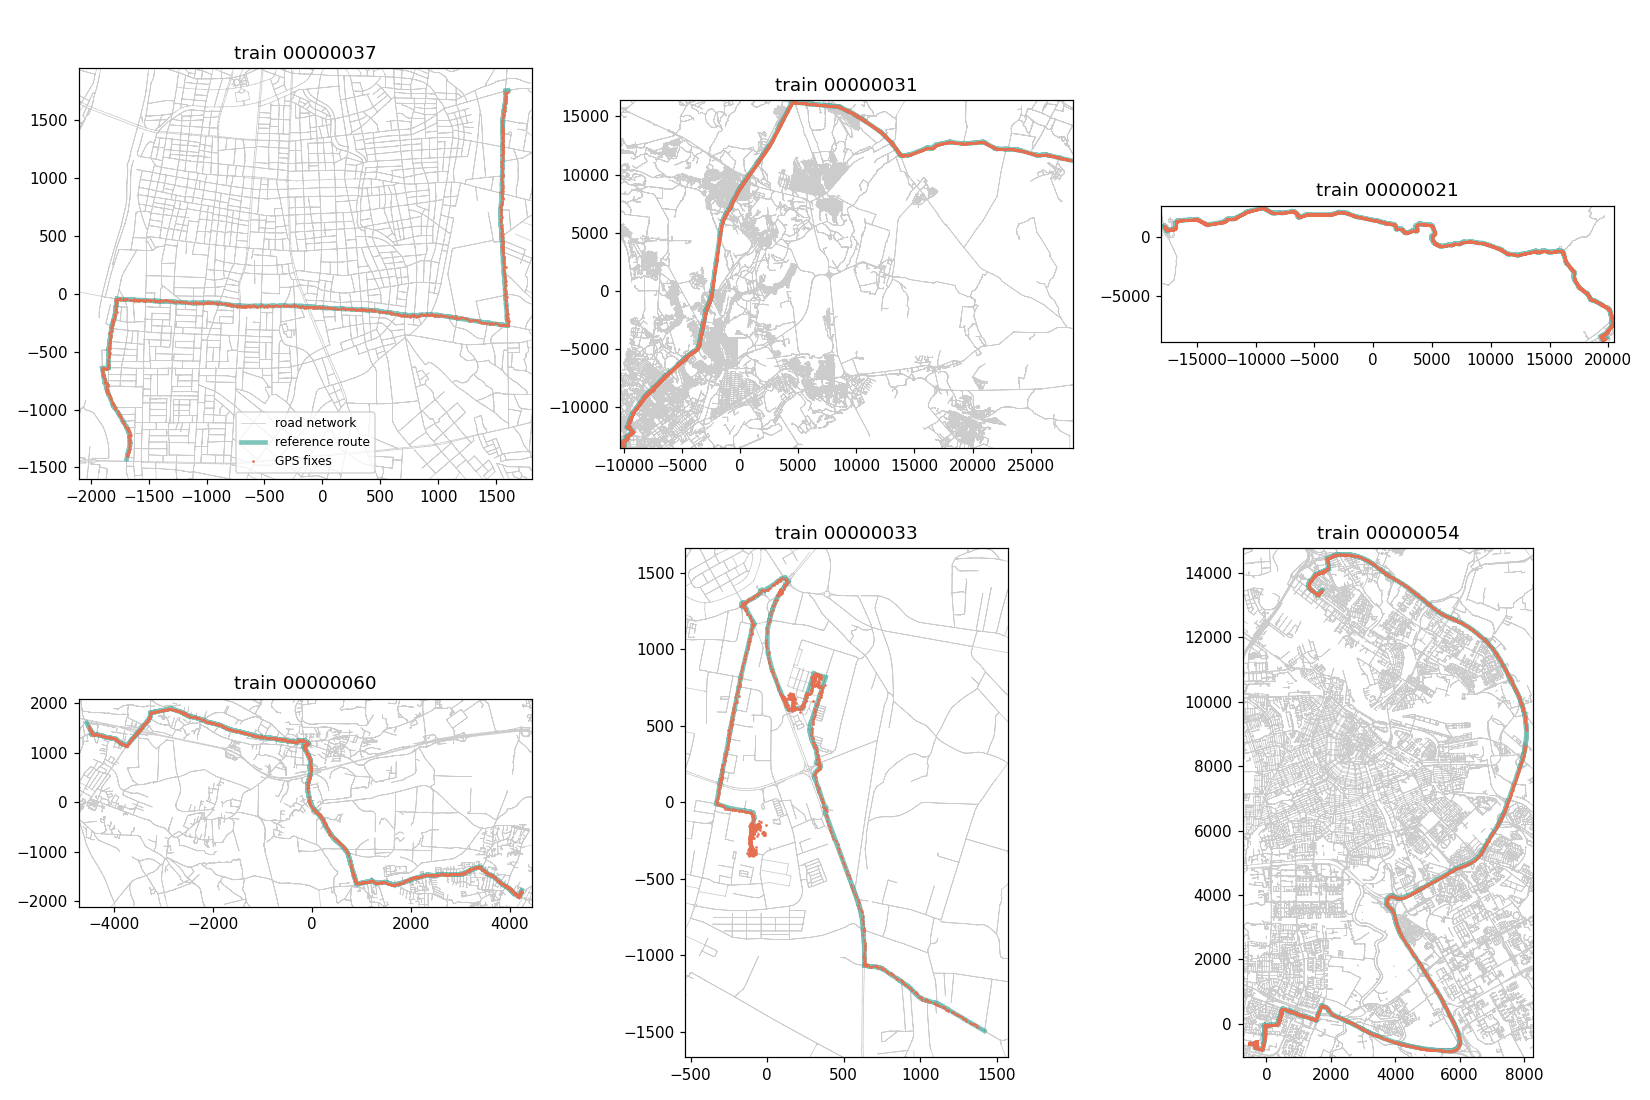 train 00000037
1500
1000
500
0
−500
−1000
−1500
−2000 −1500 −1000 −500 0 500 1000 1500
road network
reference route
GPS fixes
train 00000031
15000
10000
5000
0
−5000
−10000
−10000 −5000 0 5000 10000 15000 20000 25000
train 00000021
0
−5000
−15000 −10000 −5000 0 5000 10000 15000 20000
train 00000060
2000
1000
0
−1000
−2000
−4000 −2000 0 2000 4000
train 00000033
1500
1000
500
0
−500
−1000
−1500
−500 0 500 1000 1500
train 00000054
14000
12000
10000
8000
6000
4000
2000
0
0 2000 4000 6000 8000